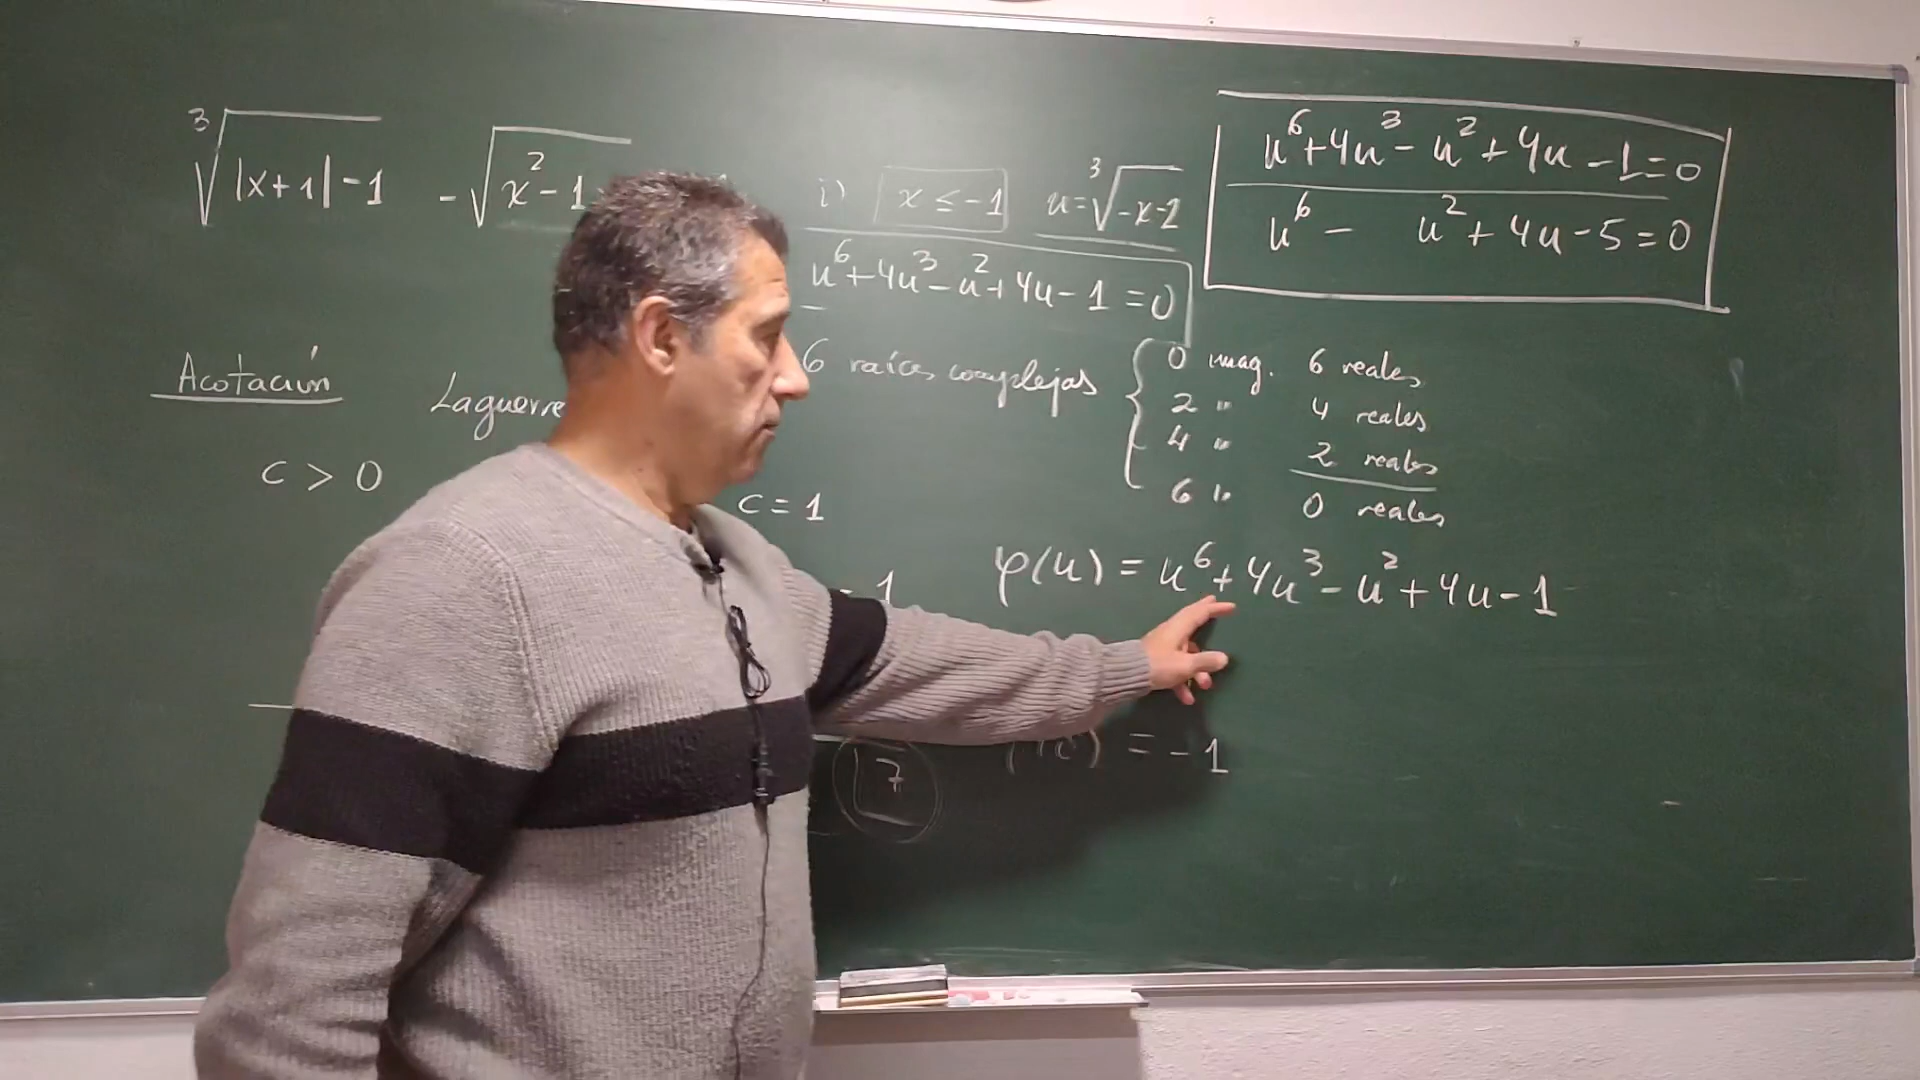 ∛(|x+1|-1) - √(x²-1
i) x ≤ -1 u = ∛(-x-2)
u⁶+4u³-u²+4u-1=0
u⁶+4u³-u²+4u-1=0
u⁶- u²+4u-5=0
Acotación Laguerre
c > 0
c = 1
6 raíces complejas
0 imag. 6 reales
2 " 4 reales
4 " 2 reales
6 " 0 reales
φ(u) = u⁶+4u³-u²+4u-1
- 1
7
= -1